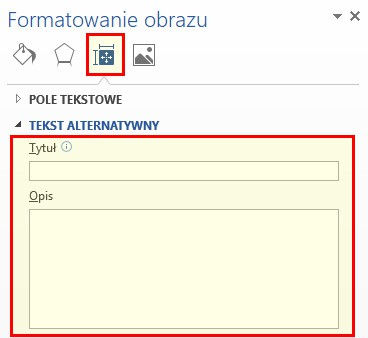 Formatowanie obrazu
POLE TEKSTOWE
TEKST ALTERNATYWNY
Tytuł
Opis